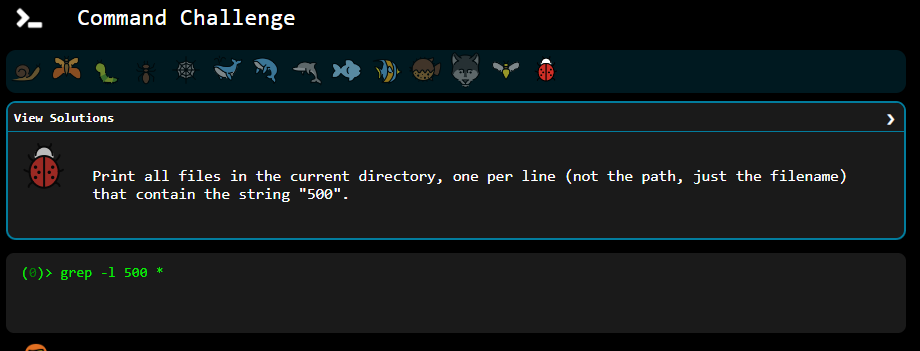 Command Challenge
View Solutions
Print all files in the current directory, one per line (not the path, just the filename)
that contain the string "500".
(0)> grep -l 500 *